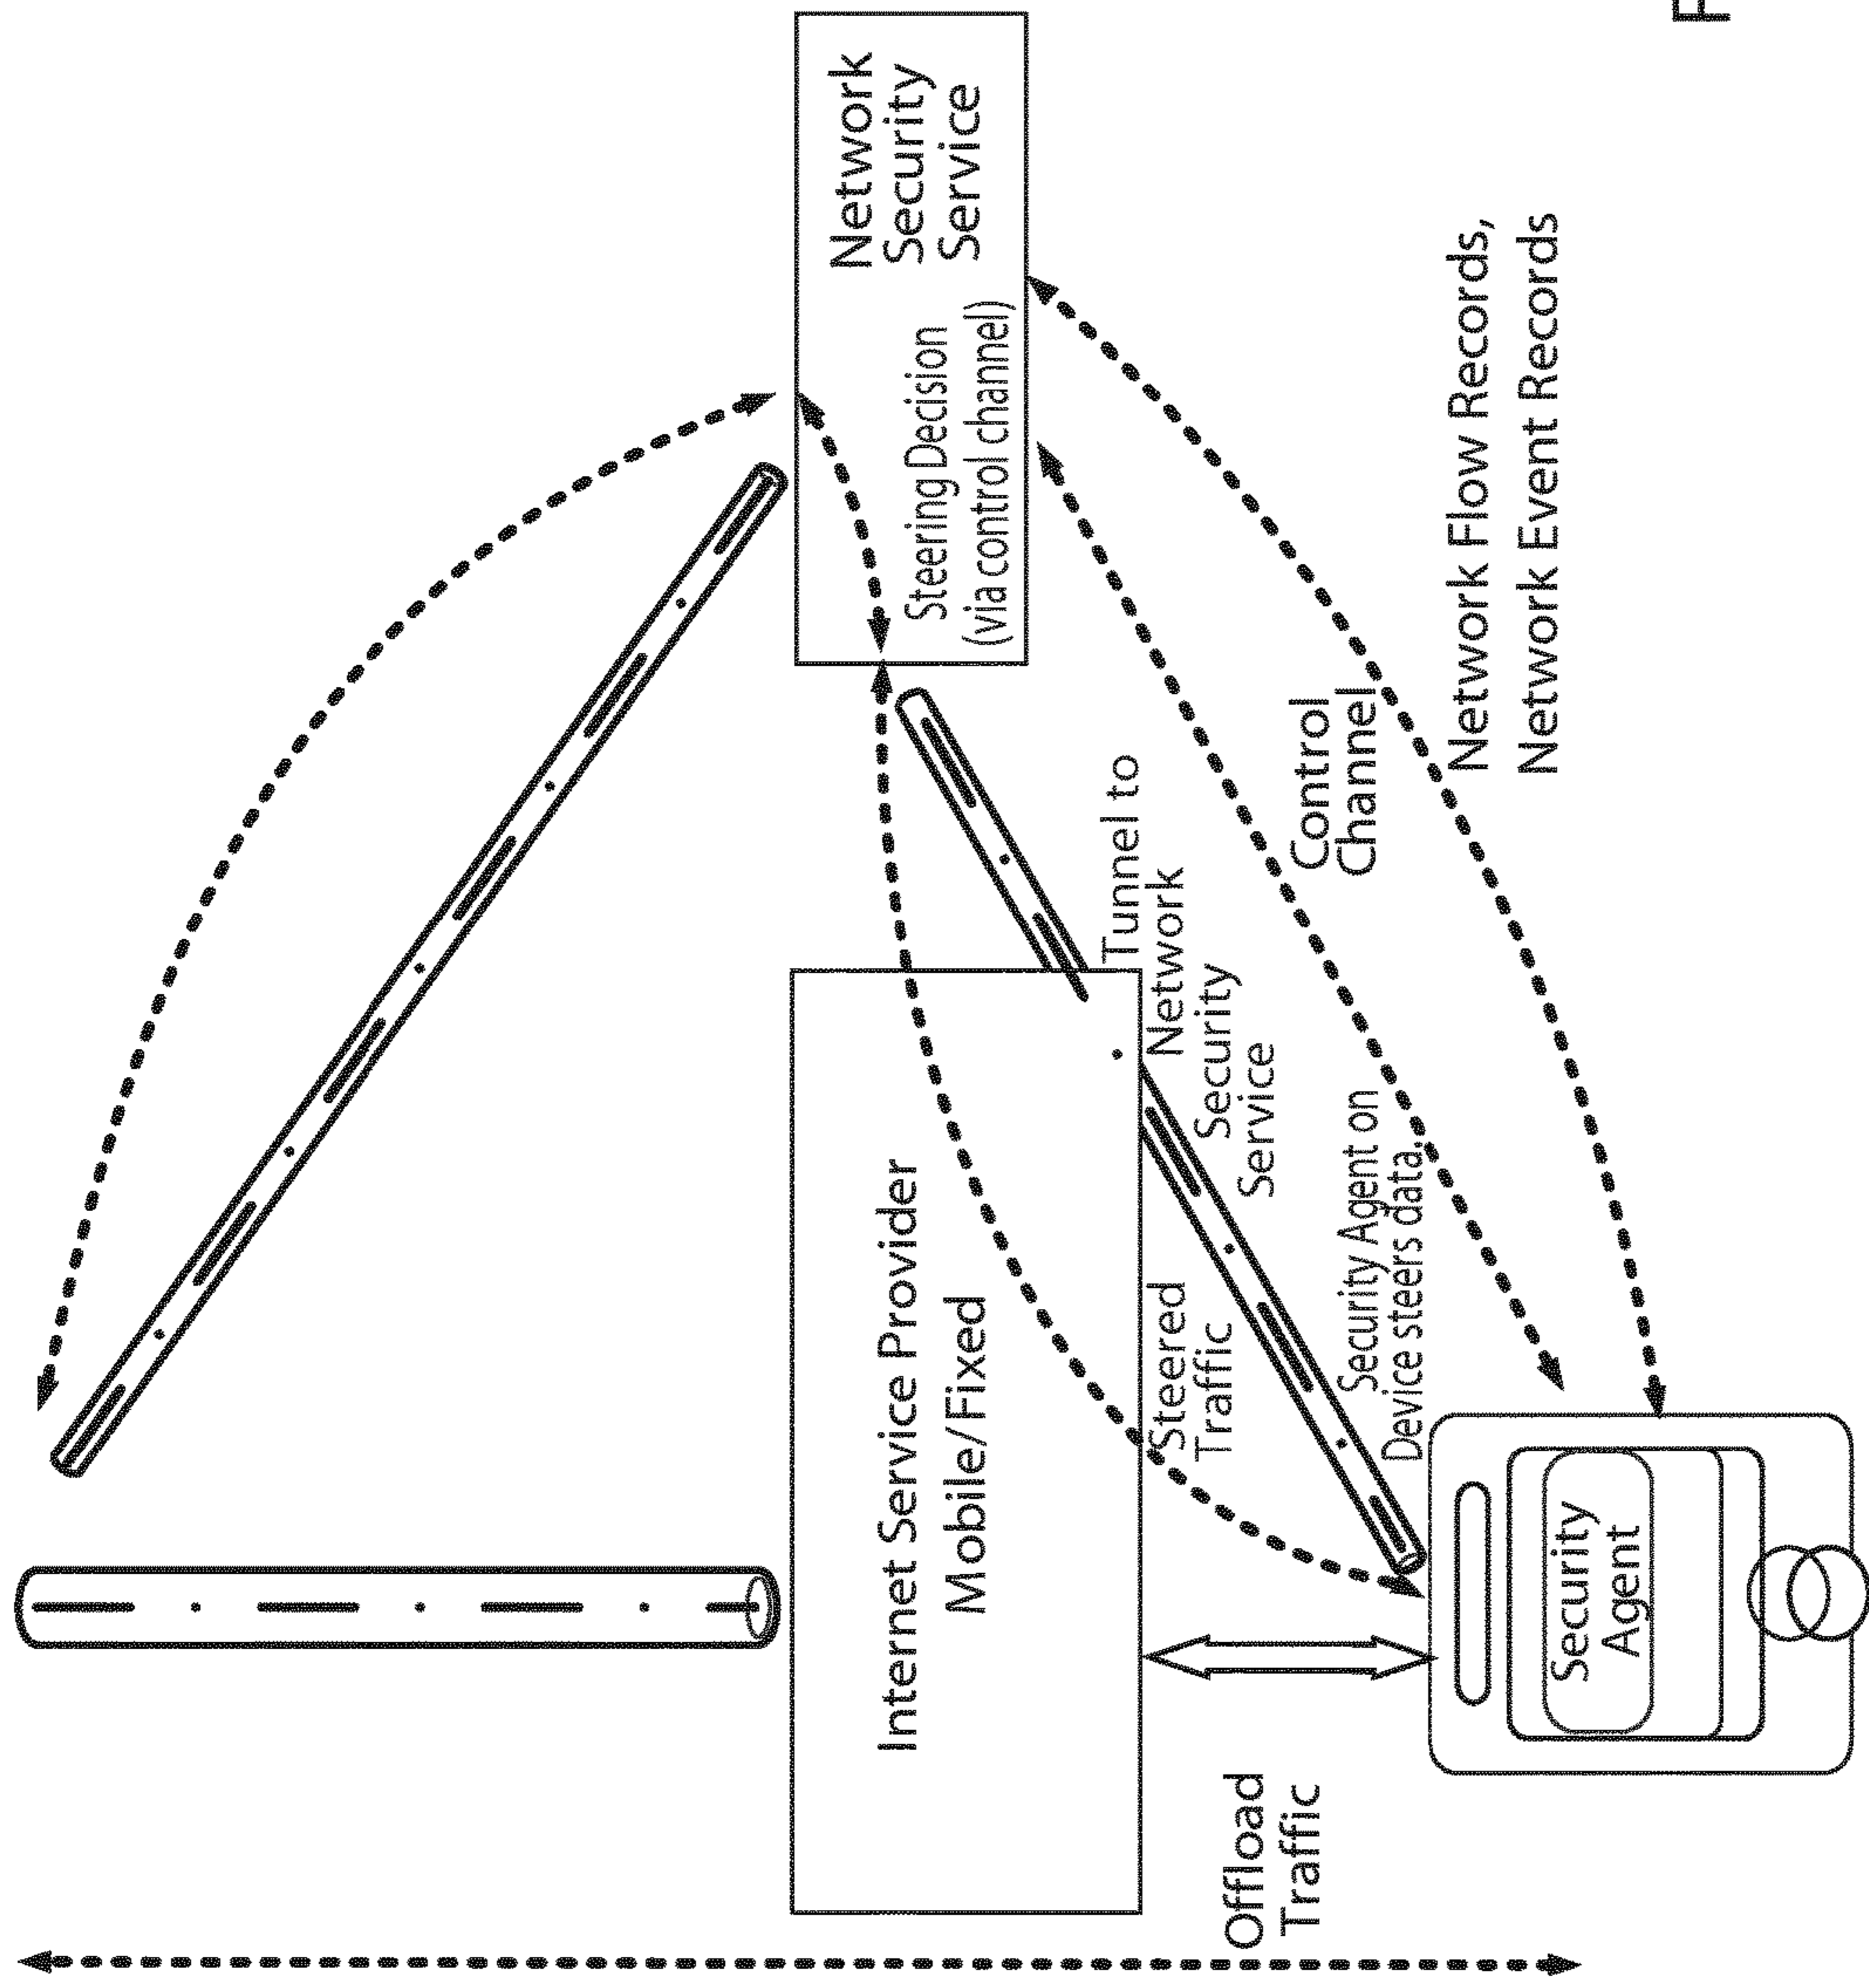 Internet Service Provider
Mobile/Fixed
Network
Security
Service
Steering Decision
(via control channel)
Tunnel to
Network
Security
Service
Steered
Traffic
Control
Channel
Network Flow Records,
Network Event Records
Security Agent on
Device steers data,
Offload
Traffic
Security
Agent